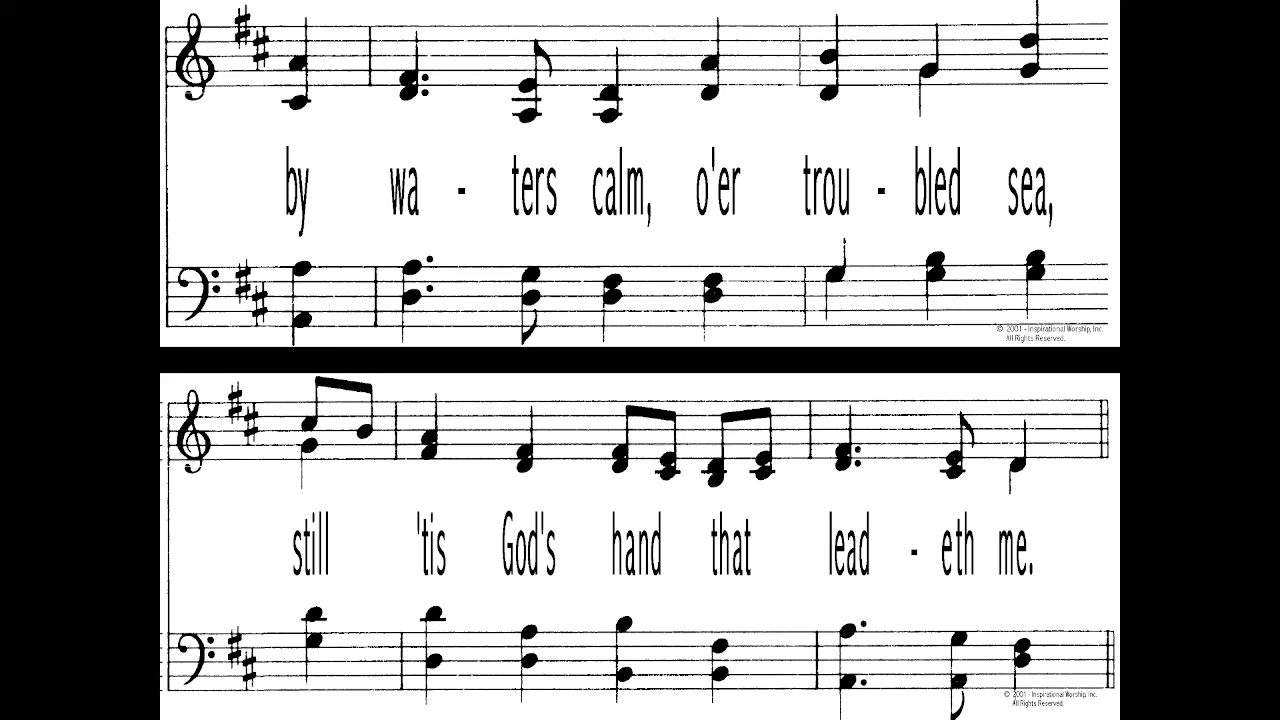 by wa - ters calm, o'er trou - bled sea,
© 2001 - Inspirational Worship, Inc.
All Rights Reserved.
still 'tis God's hand that lead - eth me.
© 2001 - Inspirational Worship, Inc.
All Rights Reserved.